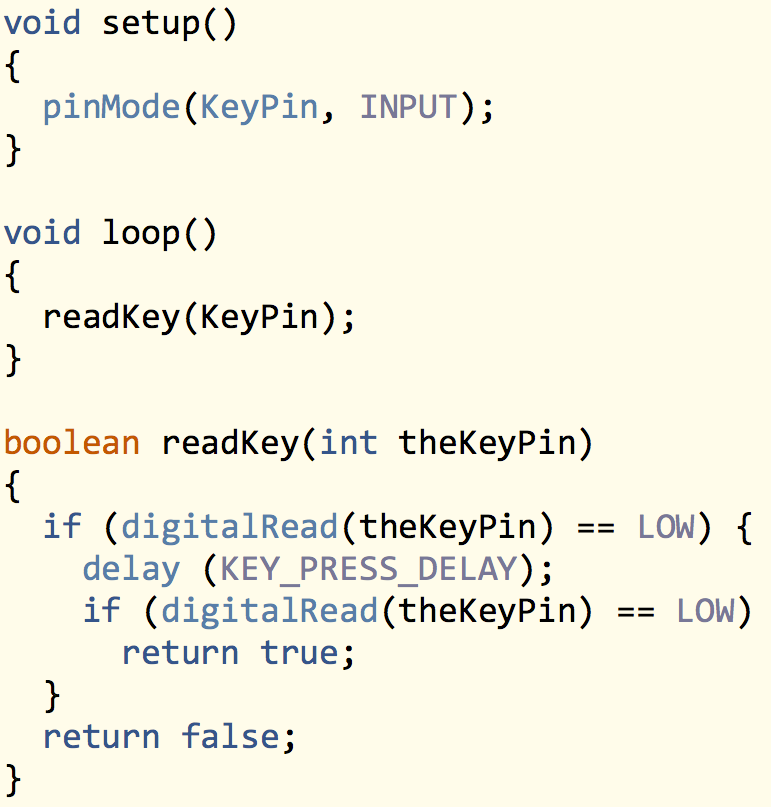 void setup()
{
  pinMode(KeyPin, INPUT);
}

void loop()
{
  readKey(KeyPin);
}

boolean readKey(int theKeyPin)
{
  if (digitalRead(theKeyPin) == LOW) {
    delay (KEY_PRESS_DELAY);
    if (digitalRead(theKeyPin) == LOW)
      return true;
  }
  return false;
}